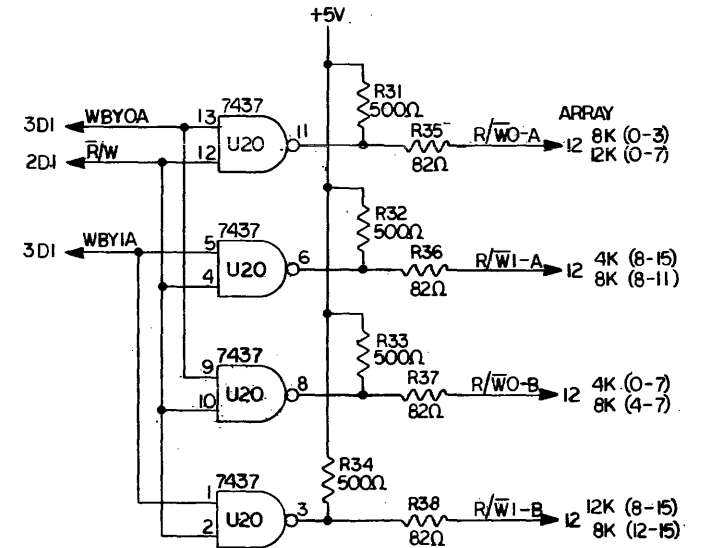 +5V
7437
R31
500Ω
ARRAY
3D1 WBY0A 13 U20 11 R35 R/W̅0-A 12 8K (0-3)
2D1 R̅/W 12 82Ω 12K (0-7)
7437
R32
500Ω
3D1 WBY1A 5 U20 6 R36 R/W̅1-A 12 4K (8-15)
4 82Ω 8K (8-11)
7437
R33
500Ω
9 U20 8 R37 R/W̅0-B 12 4K (0-7)
10 82Ω 8K (4-7)
R34
500Ω
7437
1 U20 3 R38 R/W̅1-B 12 12K (8-15)
2 82Ω 8K (12-15)